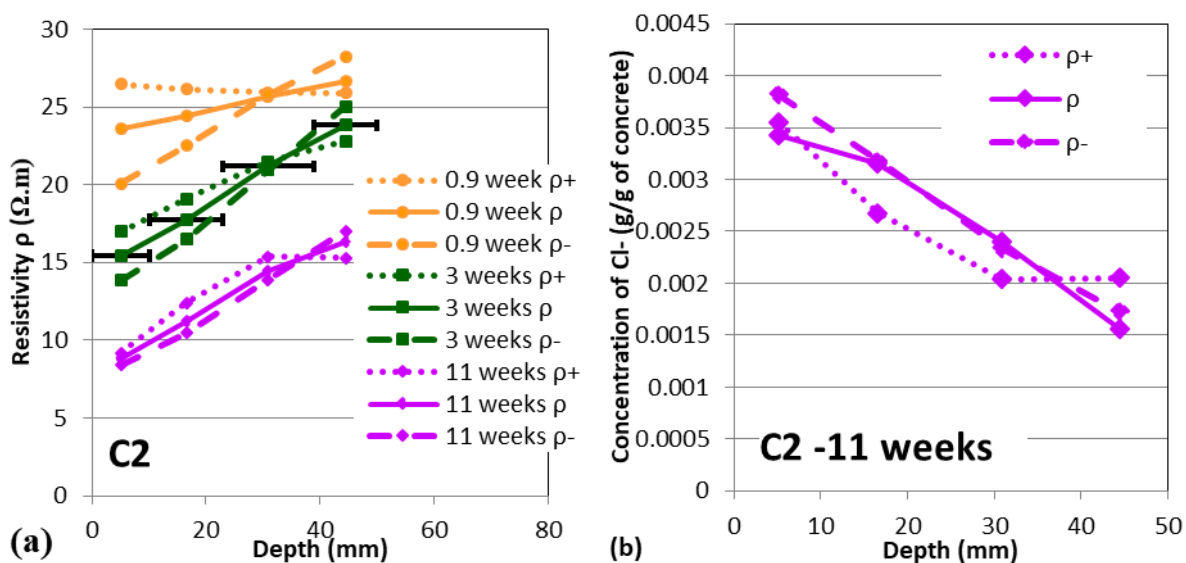 30
25
20
15
10
5
0
Resistivity ρ (Ω.m)
0
20
40
60
80
Depth (mm)
0.9 week ρ+
0.9 week ρ
0.9 week ρ-
3 weeks ρ+
3 weeks ρ
3 weeks ρ-
11 weeks ρ+
11 weeks ρ
11 weeks ρ-
C2
(a)
0.0045
0.004
0.0035
0.003
0.0025
0.002
0.0015
0.001
0.0005
0
Concentration of Cl- (g/g of concrete)
0
10
20
30
40
50
Depth (mm)
ρ+
ρ
ρ-
C2 -11 weeks
(b)